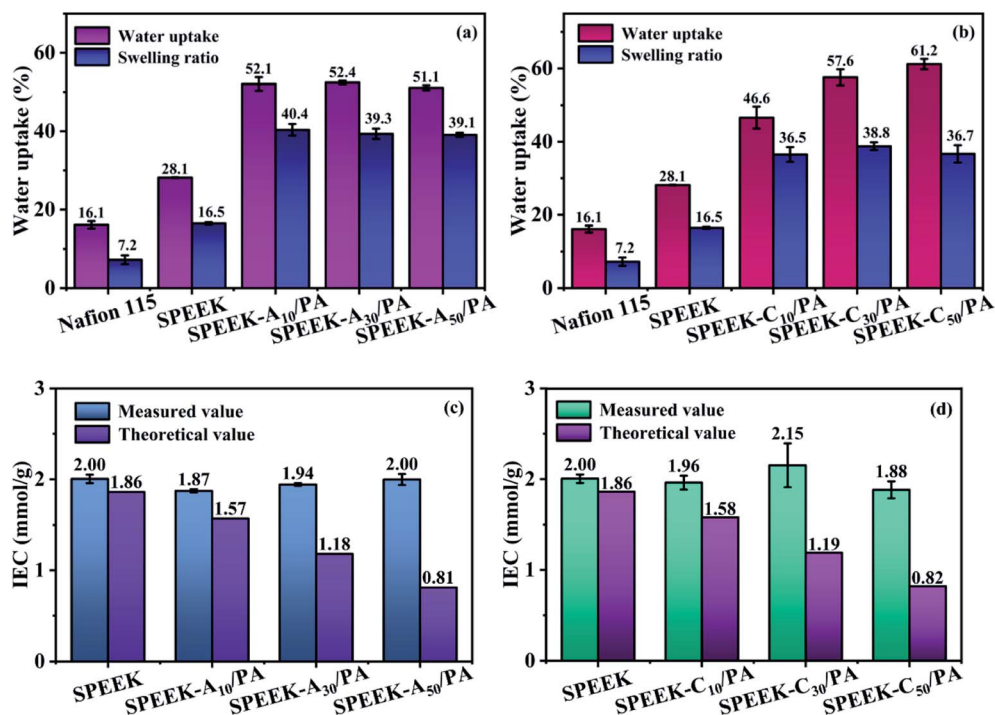 (a)
Water uptake
Swelling ratio
Water uptake (%)
60
40
20
0
16.1
7.2
28.1
16.5
52.1
40.4
52.4
39.3
51.1
39.1
Nafion 115
SPEEK
SPEEK-A₁₀/PA
SPEEK-A₃₀/PA
SPEEK-A₅₀/PA
(b)
Water uptake
Swelling ratio
Water uptake (%)
60
40
20
0
16.1
7.2
28.1
16.5
46.6
36.5
57.6
38.8
61.2
36.7
Nafion 115
SPEEK
SPEEK-C₁₀/PA
SPEEK-C₃₀/PA
SPEEK-C₅₀/PA
(c)
Measured value
Theoretical value
IEC (mmol/g)
3
2
1
0
2.00
1.86
1.87
1.57
1.94
1.18
2.00
0.81
SPEEK
SPEEK-A₁₀/PA
SPEEK-A₃₀/PA
SPEEK-A₅₀/PA
(d)
Measured value
Theoretical value
IEC (mmol/g)
3
2
1
0
2.00
1.86
1.96
1.58
2.15
1.19
1.88
0.82
SPEEK
SPEEK-C₁₀/PA
SPEEK-C₃₀/PA
SPEEK-C₅₀/PA